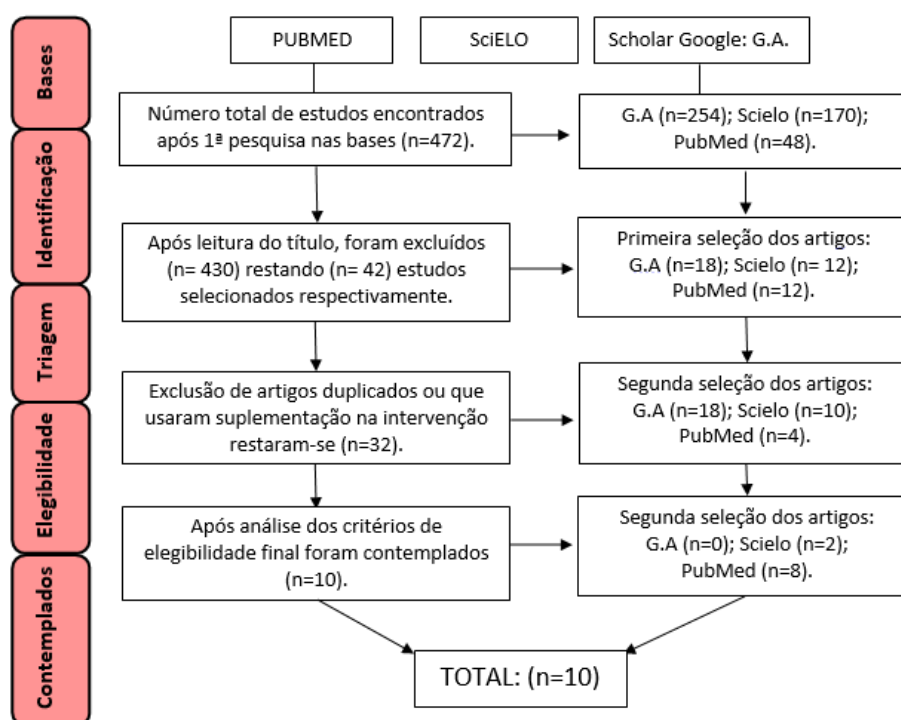 Bases
Identificação
Triagem
Elegibilidade
Contemplados
PUBMED
SciELO
Scholar Google: G.A.
Número total de estudos encontrados
após 1ª pesquisa nas bases (n=472).
G.A (n=254); Scielo (n=170);
PubMed (n=48).
Após leitura do título, foram excluídos
(n= 430) restando (n= 42) estudos
selecionados respectivamente.
Primeira seleção dos artigos:
G.A (n=18); Scielo (n= 12);
PubMed (n=12).
Exclusão de artigos duplicados ou que
usaram suplementação na intervenção
restaram-se (n=32).
Segunda seleção dos artigos:
G.A (n=18); Scielo (n=10);
PubMed (n=4).
Após análise dos critérios de
elegibilidade final foram contemplados
(n=10).
Segunda seleção dos artigos:
G.A (n=0); Scielo (n=2);
PubMed (n=8).
TOTAL: (n=10)